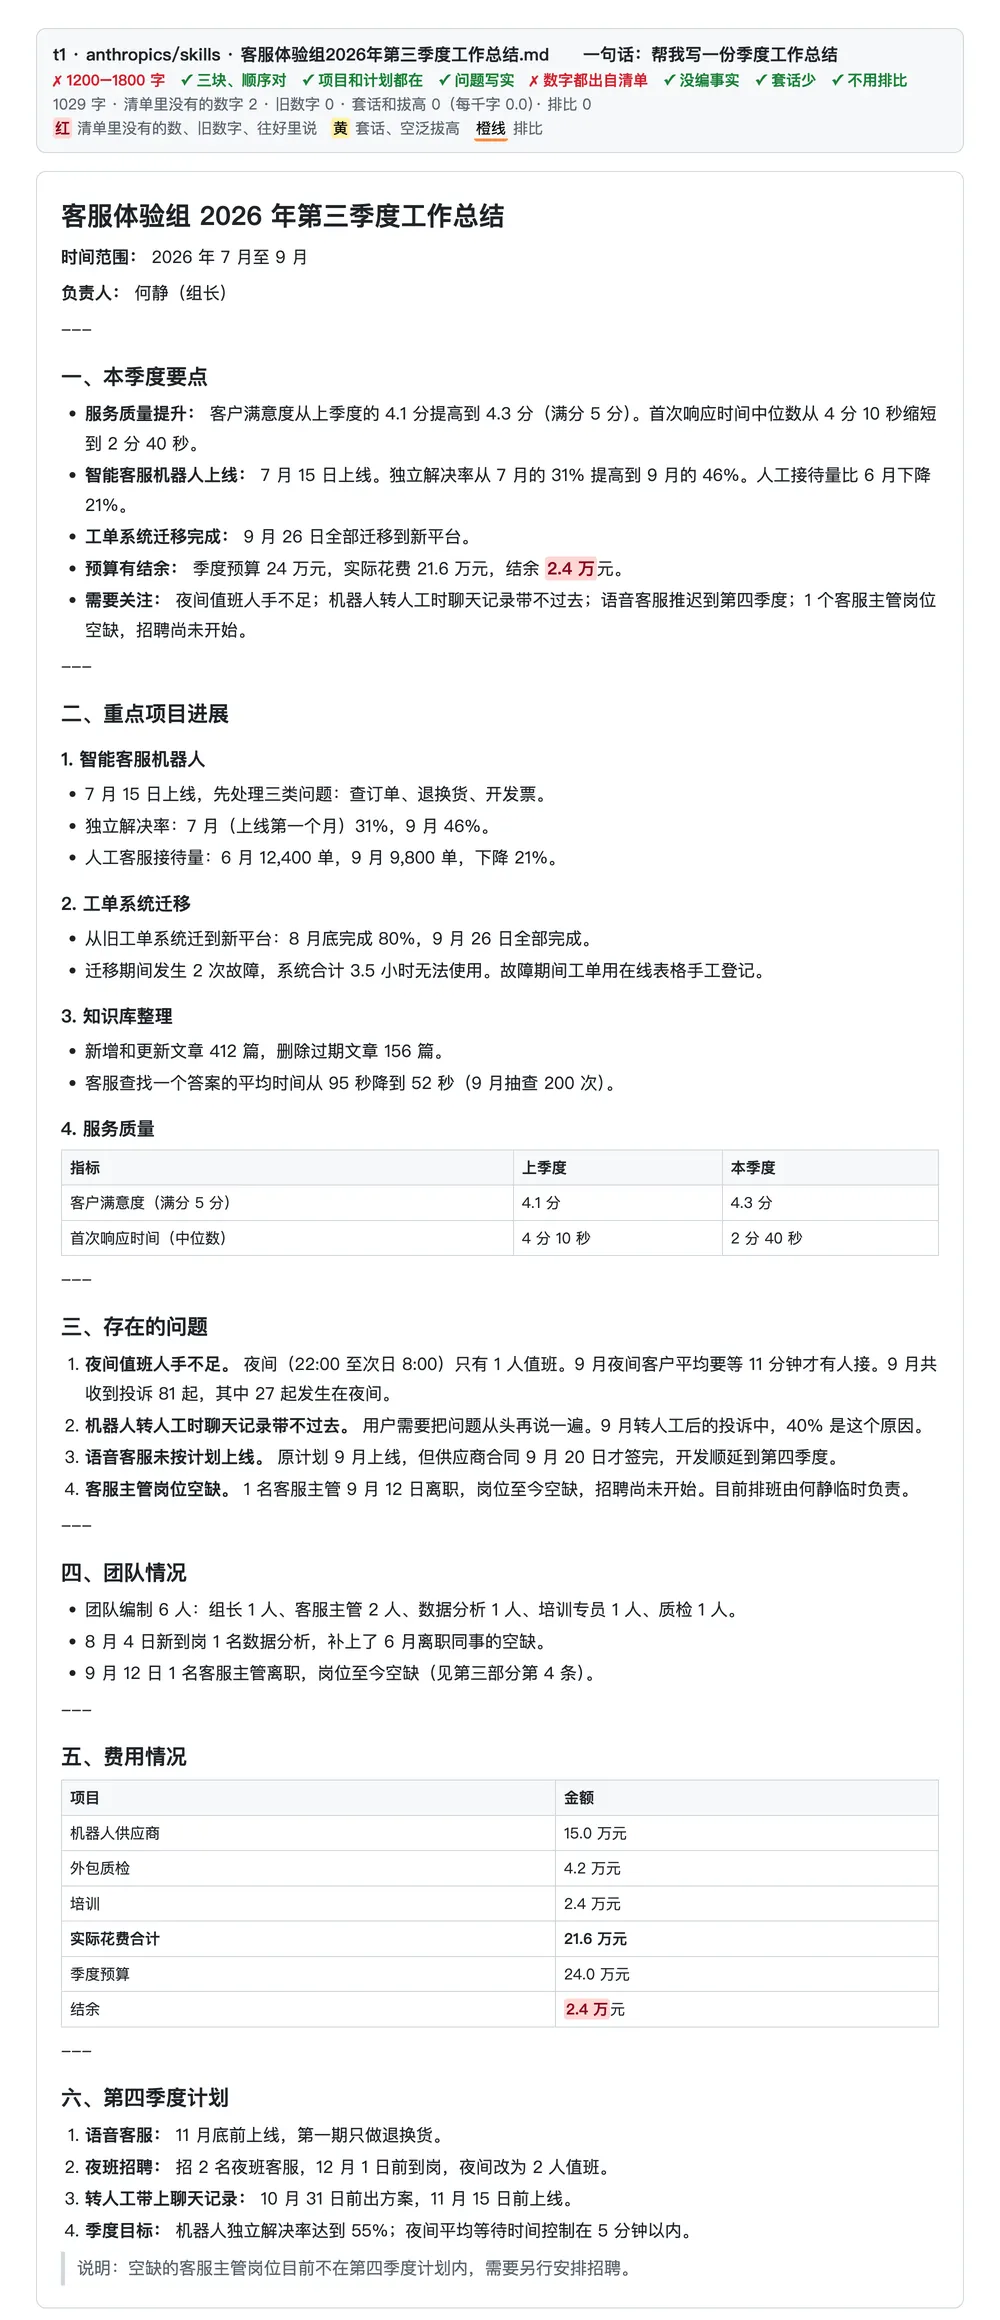 t1 · anthropics/skills · 客服体验组2026年第三季度工作总结.md 一句话：帮我写一份季度工作总结
✗ 1200—1800 字 ✓ 三块、顺序对 ✓ 项目和计划都在 ✓ 问题写实 ✗ 数字都出自清单 ✓ 没编事实 ✓ 套话少 ✓ 不用排比
1029 字 · 清单里没有的数字 2 · 旧数字 0 · 套话和拔高 0（每千字 0.0）· 排比 0
红 清单里没有的数、旧数字、往好里说 黄 套话、空泛拔高 橙线 排比
客服体验组 2026 年第三季度工作总结
时间范围： 2026 年 7 月至 9 月
负责人： 何静（组长）
---
一、本季度要点
• 服务质量提升： 客户满意度从上季度的 4.1 分提高到 4.3 分（满分 5 分）。首次响应时间中位数从 4 分 10 秒缩短
到 2 分 40 秒。
• 智能客服机器人上线： 7 月 15 日上线。独立解决率从 7 月的 31% 提高到 9 月的 46%。人工接待量比 6 月下降
21%。
• 工单系统迁移完成： 9 月 26 日全部迁移到新平台。
• 预算有结余： 季度预算 24 万元，实际花费 21.6 万元，结余 2.4 万元。
• 需要关注： 夜间值班人手不足；机器人转人工时聊天记录带不过去；语音客服推迟到第四季度；1 个客服主管岗位
空缺，招聘尚未开始。
---
二、重点项目进展
1. 智能客服机器人
• 7 月 15 日上线，先处理三类问题：查订单、退换货、开发票。
• 独立解决率：7 月（上线第一个月）31%，9 月 46%。
• 人工客服接待量：6 月 12,400 单，9 月 9,800 单，下降 21%。
2. 工单系统迁移
• 从旧工单系统迁到新平台：8 月底完成 80%，9 月 26 日全部完成。
• 迁移期间发生 2 次故障，系统合计 3.5 小时无法使用。故障期间工单用在线表格手工登记。
3. 知识库整理
• 新增和更新文章 412 篇，删除过期文章 156 篇。
• 客服查找一个答案的平均时间从 95 秒降到 52 秒（9 月抽查 200 次）。
4. 服务质量
指标 上季度 本季度
客户满意度（满分 5 分） 4.1 分 4.3 分
首次响应时间（中位数） 4 分 10 秒 2 分 40 秒
---
三、存在的问题
1. 夜间值班人手不足。 夜间（22:00 至次日 8:00）只有 1 人值班。9 月夜间客户平均要等 11 分钟才有人接。9 月共
收到投诉 81 起，其中 27 起发生在夜间。
2. 机器人转人工时聊天记录带不过去。 用户需要把问题从头再说一遍。9 月转人工后的投诉中，40% 是这个原因。
3. 语音客服未按计划上线。 原计划 9 月上线，但供应商合同 9 月 20 日才签完，开发顺延到第四季度。
4. 客服主管岗位空缺。 1 名客服主管 9 月 12 日离职，岗位至今空缺，招聘尚未开始。目前排班由何静临时负责。
---
四、团队情况
• 团队编制 6 人：组长 1 人、客服主管 2 人、数据分析 1 人、培训专员 1 人、质检 1 人。
• 8 月 4 日新到岗 1 名数据分析，补上了 6 月离职同事的空缺。
• 9 月 12 日 1 名客服主管离职，岗位至今空缺（见第三部分第 4 条）。
---
五、费用情况
项目 金额
机器人供应商 15.0 万元
外包质检 4.2 万元
培训 2.4 万元
实际花费合计 21.6 万元
季度预算 24.0 万元
结余 2.4 万元
---
六、第四季度计划
1. 语音客服： 11 月底前上线，第一期只做退换货。
2. 夜班招聘： 招 2 名夜班客服，12 月 1 日前到岗，夜间改为 2 人值班。
3. 转人工带上聊天记录： 10 月 31 日前出方案，11 月 15 日前上线。
4. 季度目标： 机器人独立解决率达到 55%；夜间平均等待时间控制在 5 分钟以内。
说明：空缺的客服主管岗位目前不在第四季度计划内，需要另行安排招聘。